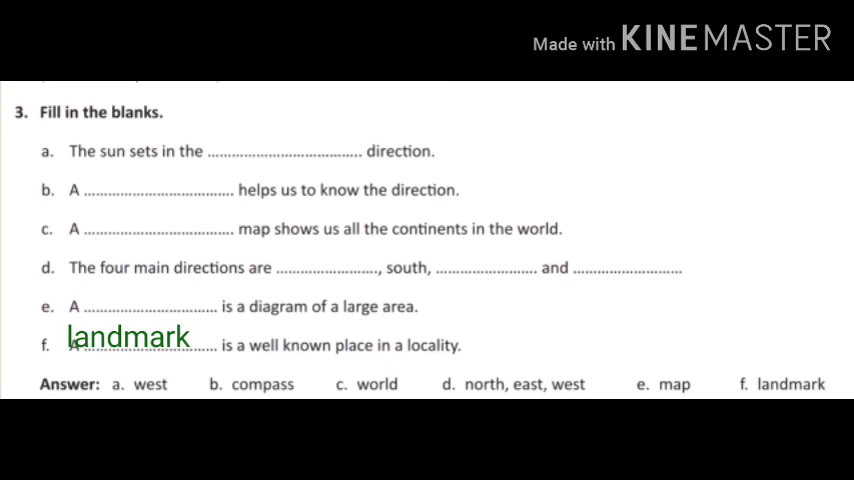 Made with KINEMASTER
3. Fill in the blanks.
a. The sun sets in the ...................................... direction.
b. A ..................................... helps us to know the direction.
c. A ..................................... map shows us all the continents in the world.
d. The four main directions are ........................., south, ......................... and ...........................
e. A ................................. is a diagram of a large area.
landmark
f. A ................................. is a well known place in a locality.
Answer: a. west b. compass c. world d. north, east, west e. map f. landmark